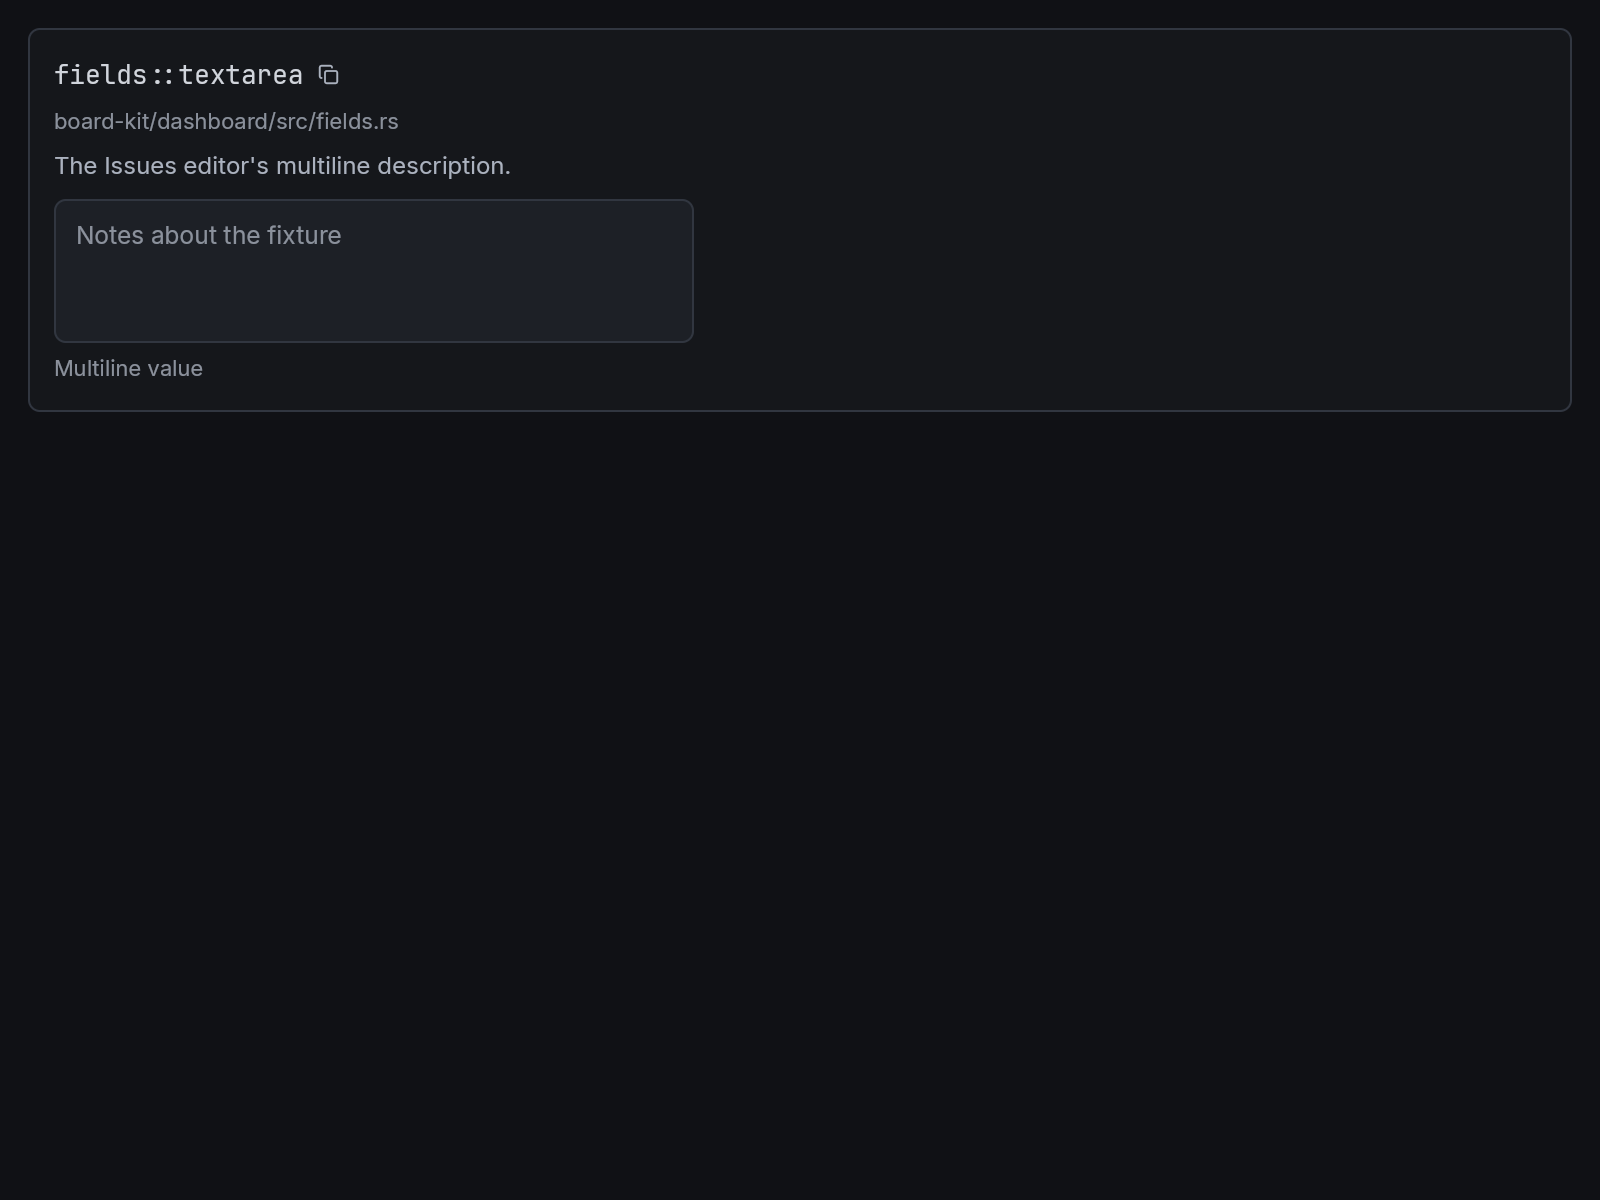 fields::textarea
board-kit/dashboard/src/fields.rs
The Issues editor's multiline description.
Notes about the fixture
Multiline value